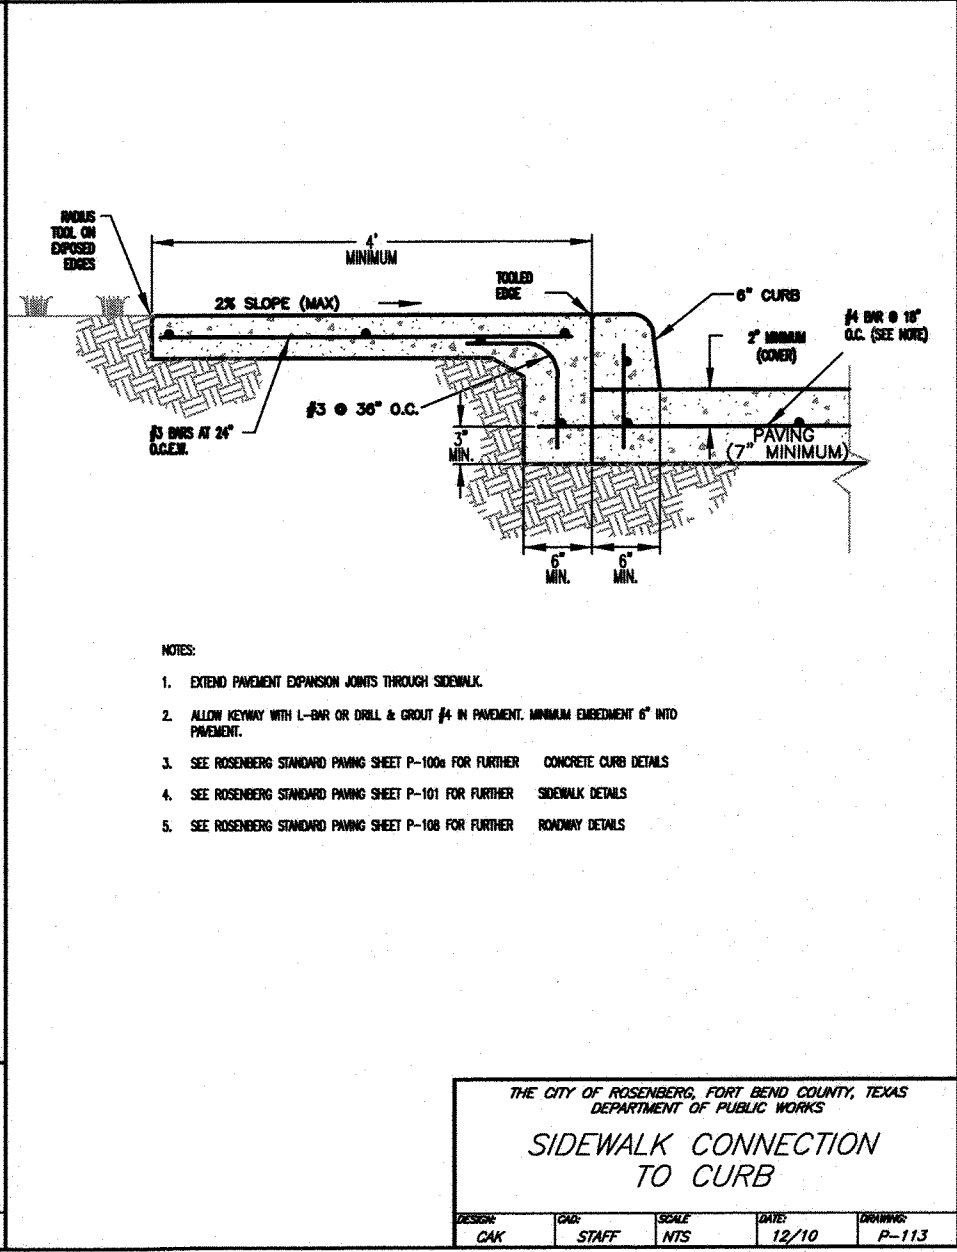 RADIUS
TOOL ON
EXPOSED
EDGES
4'
MINIMUM
TOOLED
EDGE
2% SLOPE (MAX)
6" CURB
2" MINIMUM
(COVER)
#4 BAR @ 18"
O.C. (SEE NOTE)
#3 @ 36" O.C.
#3 BARS AT 24"
O.C.E.W.
3"
MIN.
PAVING
(7" MINIMUM)
6"
MIN.
6"
MIN.
NOTES:
1. EXTEND PAVEMENT EXPANSION JOINTS THROUGH SIDEWALK.
2. ALLOW KEYWAY WITH L-BAR OR DRILL & GROUT #4 IN PAVEMENT. MINIMUM EMBEDMENT 6" INTO
PAVEMENT.
3. SEE ROSENBERG STANDARD PAVING SHEET P-100a FOR FURTHER CONCRETE CURB DETAILS
4. SEE ROSENBERG STANDARD PAVING SHEET P-101 FOR FURTHER SIDEWALK DETAILS
5. SEE ROSENBERG STANDARD PAVING SHEET P-108 FOR FURTHER ROADWAY DETAILS
THE CITY OF ROSENBERG, FORT BEND COUNTY, TEXAS
DEPARTMENT OF PUBLIC WORKS
SIDEWALK CONNECTION
TO CURB
DESIGN: CAD: SCALE DATE: DRAWING:
CAK STAFF NTS 12/10 P-113